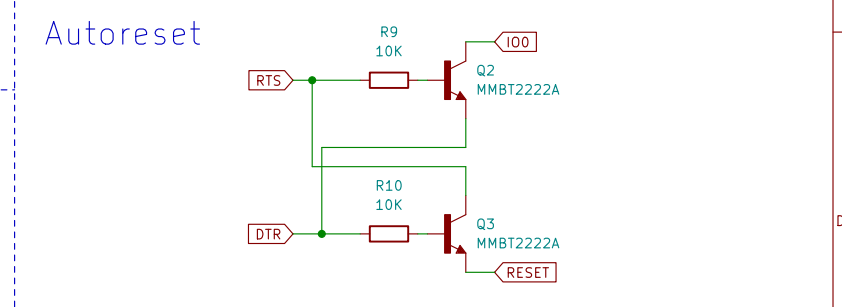 Autoreset
R9
10K
IO0
RTS
Q2
MMBT2222A
R10
10K
DTR
Q3
MMBT2222A
RESET